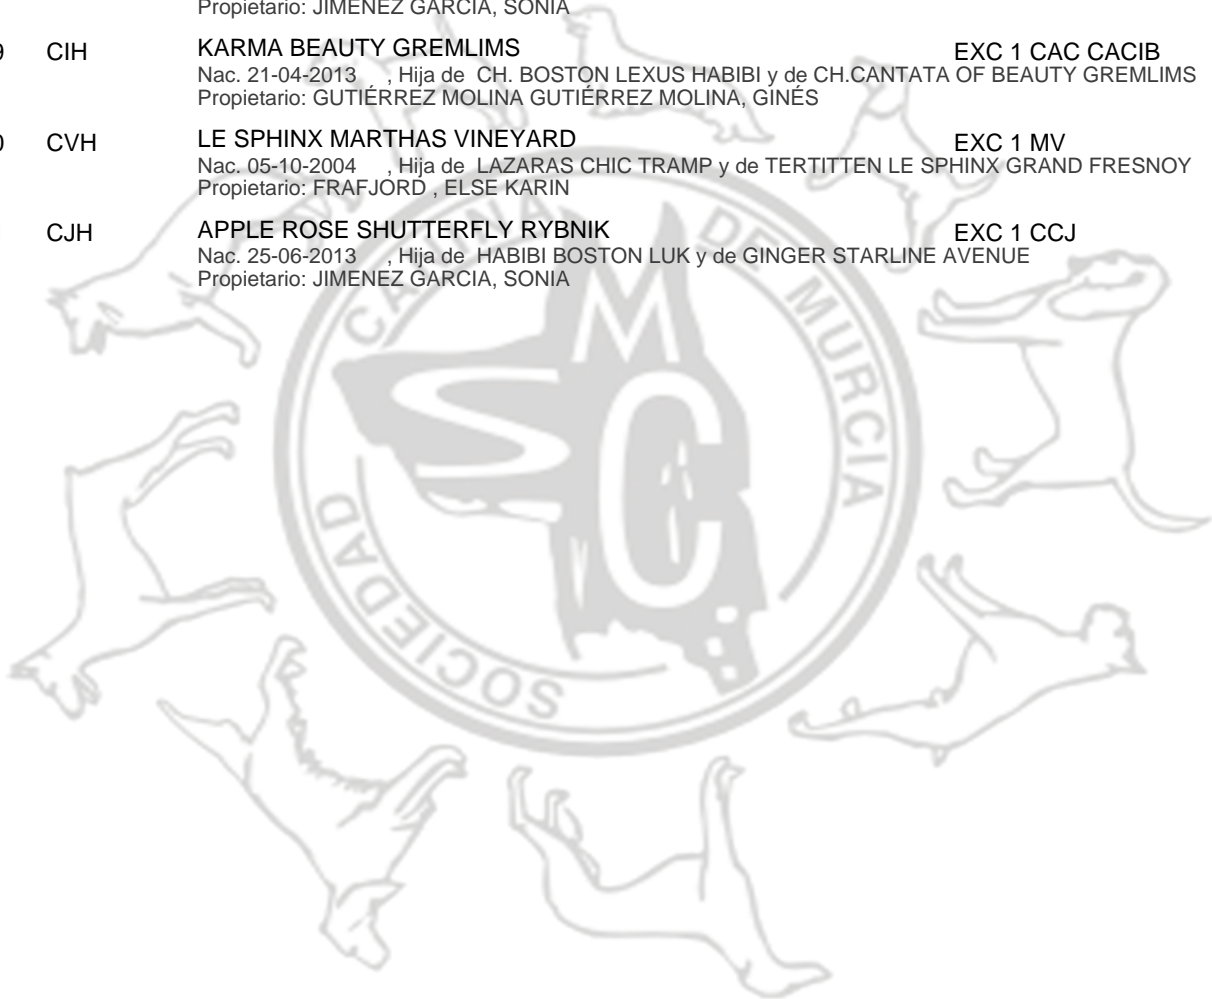 Propietario: JIMENEZ GARCIA, SONIA
9 CIH KARMA BEAUTY GREMLIMS EXC 1 CAC CACIB
Nac. 21-04-2013 , Hija de CH. BOSTON LEXUS HABIBI y de CH.CANTATA OF BEAUTY GREMLIMS
Propietario: GUTIÉRREZ MOLINA GUTIÉRREZ MOLINA, GINÉS
0 CVH LE SPHINX MARTHAS VINEYARD EXC 1 MV
Nac. 05-10-2004 , Hija de LAZARAS CHIC TRAMP y de TERTITTEN LE SPHINX GRAND FRESNOY
Propietario: FRAFJORD , ELSE KARIN
CJH APPLE ROSE SHUTTERFLY RYBNIK EXC 1 CCJ
Nac. 25-06-2013 , Hija de HABIBI BOSTON LUK y de GINGER STARLINE AVENUE
Propietario: JIMENEZ GARCIA, SONIA
SOCIEDAD CANINA DE MURCIA
S M C